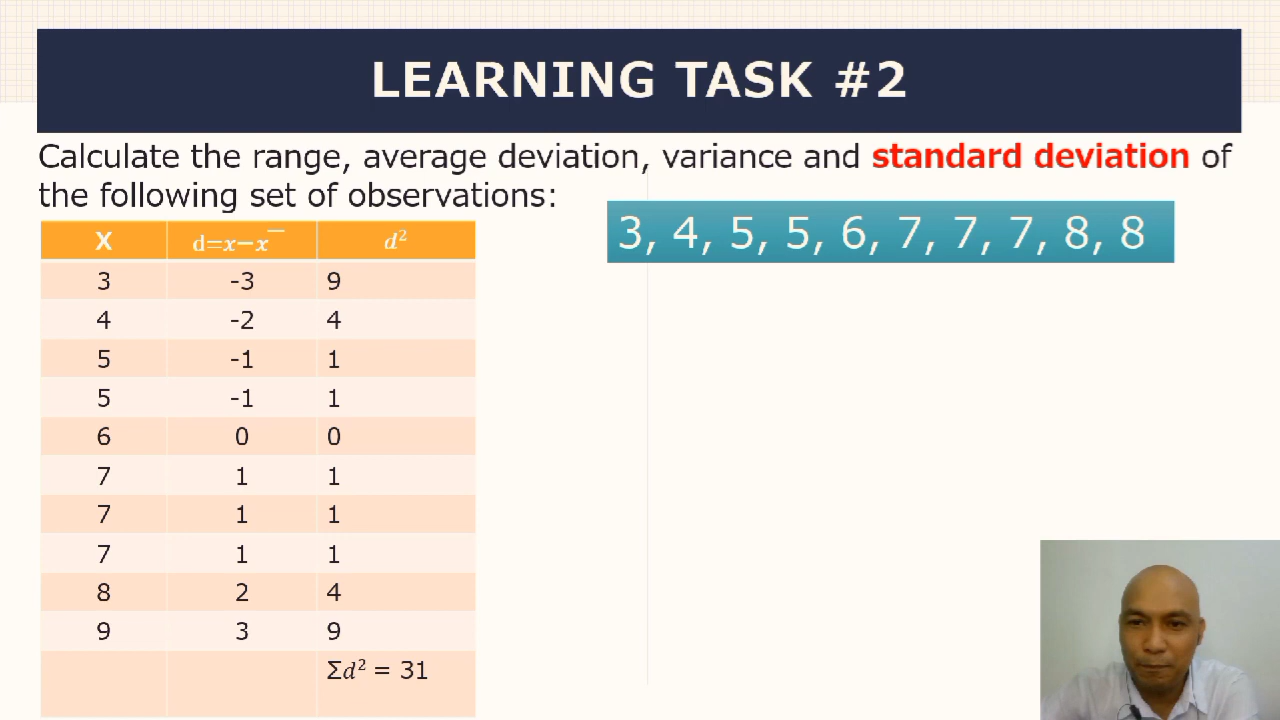 LEARNING TASK #2
Calculate the range, average deviation, variance and standard deviation of
the following set of observations:
3, 4, 5, 5, 6, 7, 7, 7, 8, 8
X d=x−x̅ d²
3 -3 9
4 -2 4
5 -1 1
5 -1 1
6 0 0
7 1 1
7 1 1
7 1 1
8 2 4
9 3 9
Σd² = 31